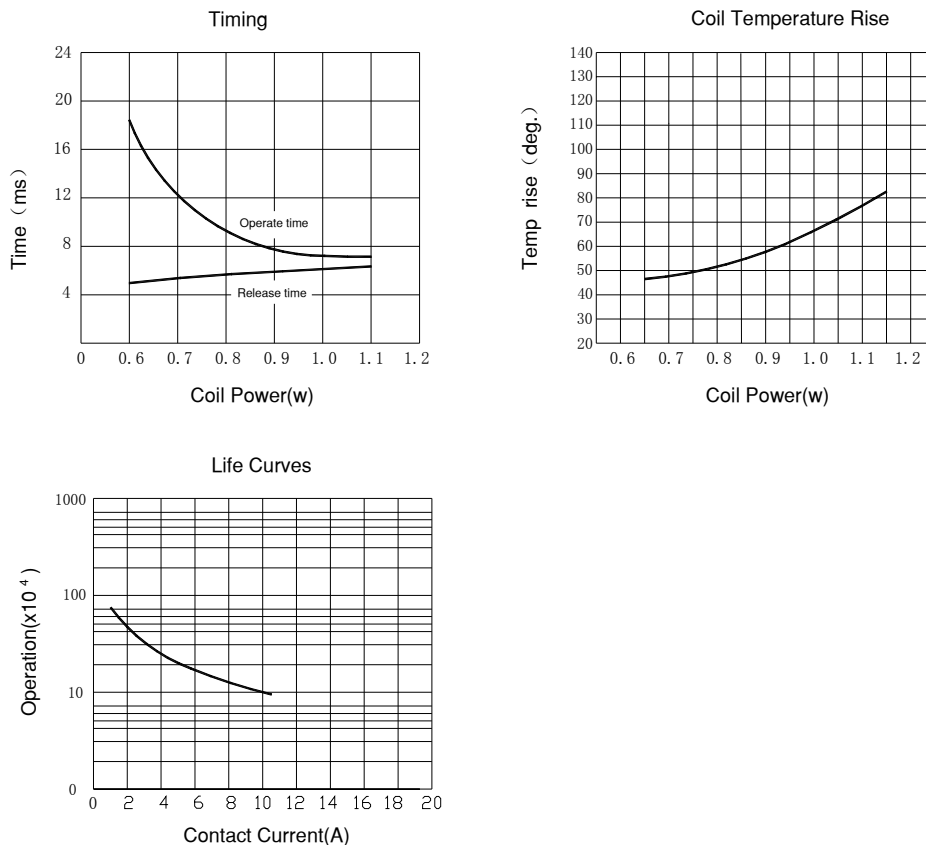 Timing
24
20
16
12
8
4
Time（ms）
Operate time
Release time
0 0.6 0.7 0.8 0.9 1.0 1.1 1.2
Coil Power(w)
Coil Temperature Rise
140
130
120
110
100
90
80
70
60
50
40
30
20
Temp rise（deg.）
0.6 0.7 0.8 0.9 1.0 1.1 1.2
Coil Power(w)
Life Curves
1000
100
10
0
Operation(x10⁴)
0 2 4 6 8 10 12 14 16 18 20
Contact Current(A)